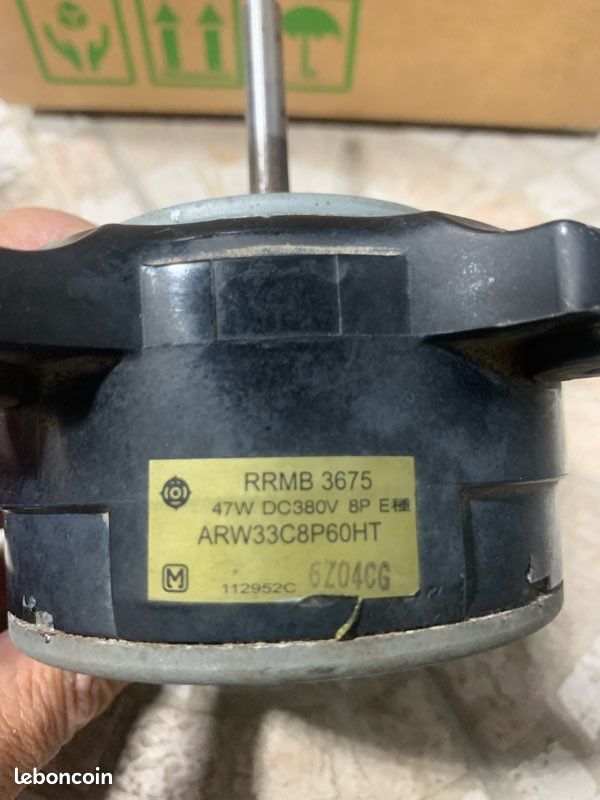 RRMB 3675
47W DC380V 8P E種
ARW33C8P60HT
M
112952C 6Z04CG
leboncoin